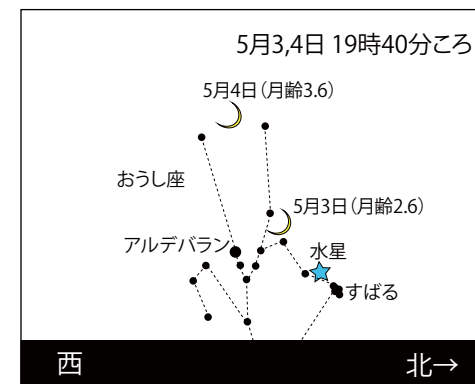 5月3,4日 19時40分ころ
5月4日(月齢3.6)
おうし座
5月3日(月齢2.6)
アルデバラン
水星
すばる
西
北→